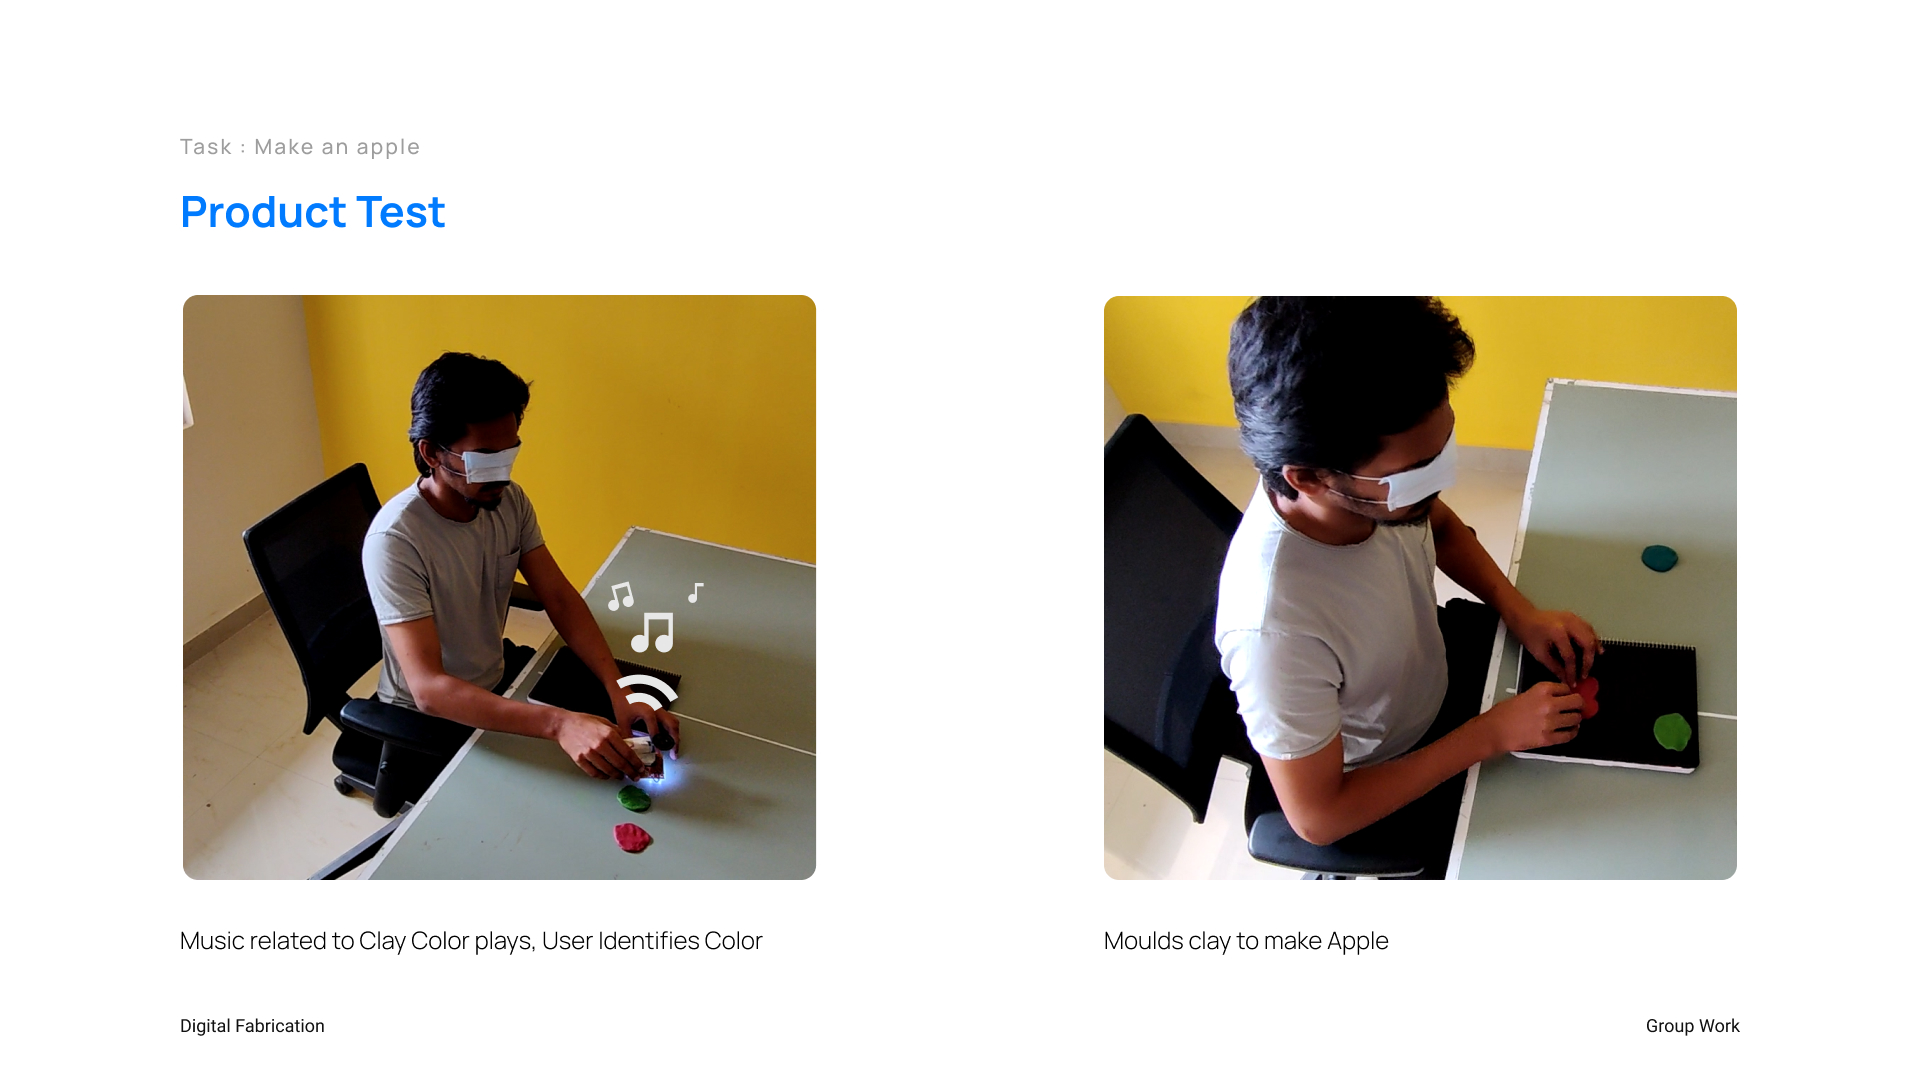 Task : Make an apple
Product Test
Music related to Clay Color plays, User Identifies Color
Moulds clay to make Apple
Digital Fabrication
Group Work